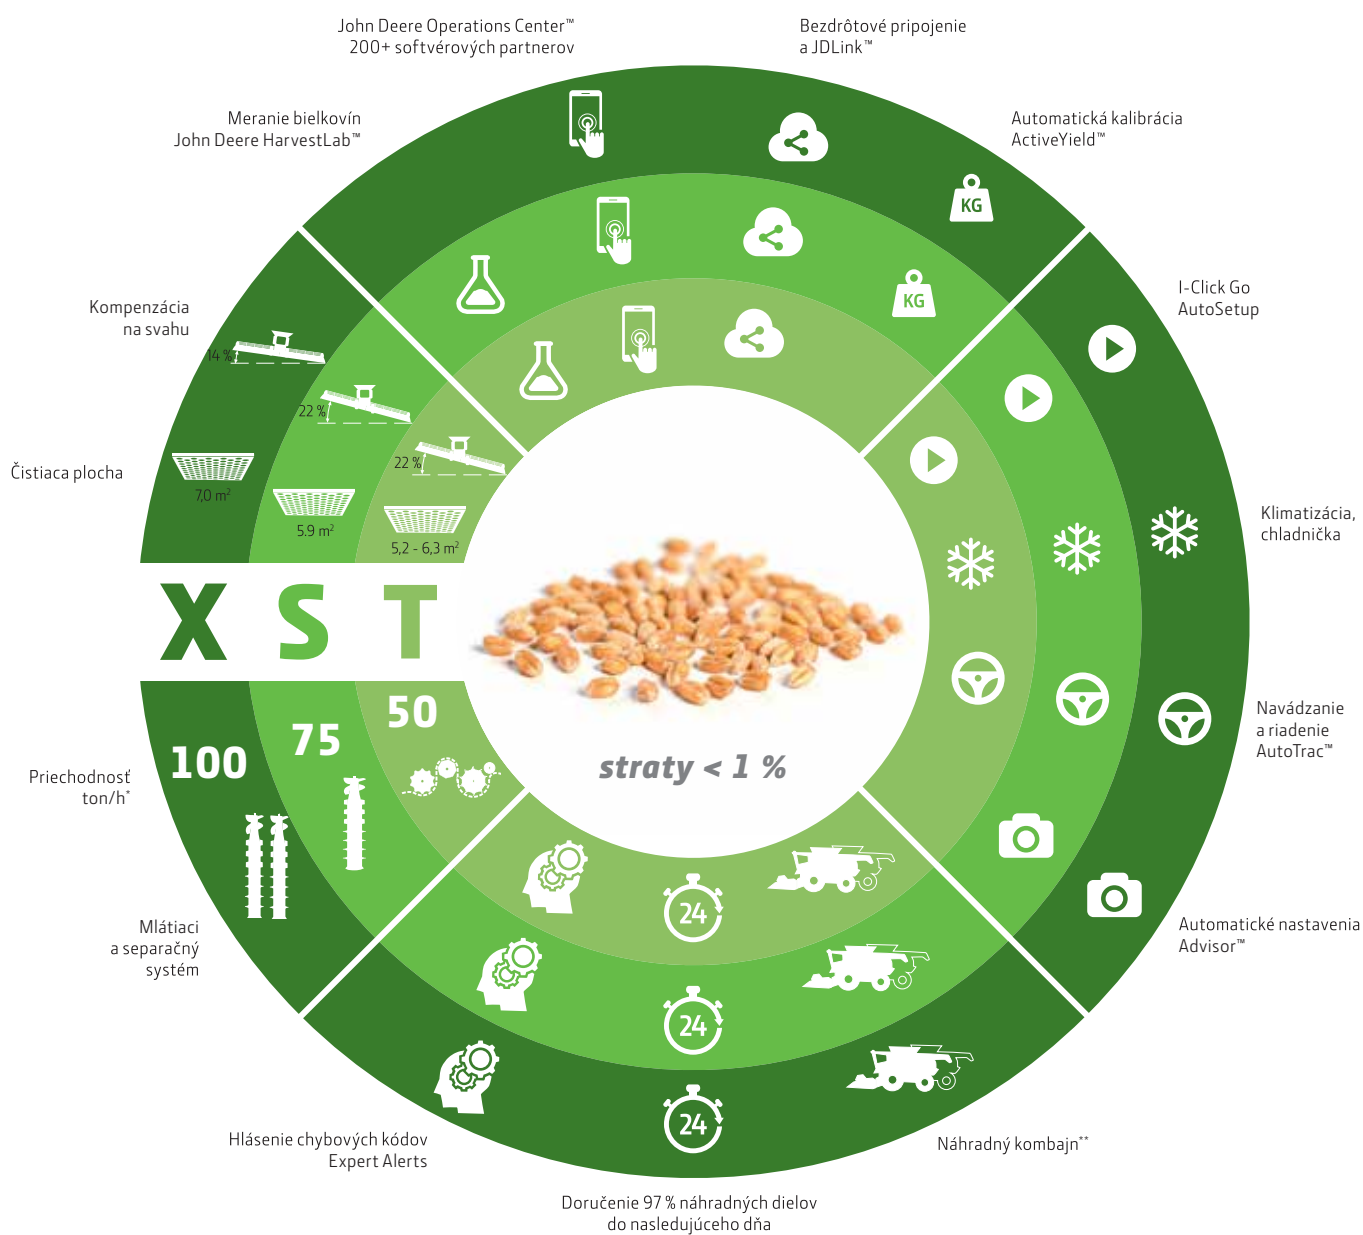 John Deere Operations Center™
200+ softvérových partnerov
Bezdrôtové pripojenie
a JDLink™
Meranie bielkovín
John Deere HarvestLab™
Automatická kalibrácia
ActiveYield™
KG
KG
I-Click Go
AutoSetup
Kompenzácia
na svahu
14 %
22 %
22 %
Čistiaca plocha
7,0 m²
5.9 m²
5,2 - 6,3 m²
Klimatizácia,
chladnička
X S T
Navádzanie
a riadenie
AutoTrac™
100
75
50
straty < 1 %
Priechodnosť
ton/h*
Mlátiaci
a separačný
systém
Automatické nastavenia
Advisor™
24
24
24
Hlásenie chybových kódov
Expert Alerts
Náhradný kombajn**
Doručenie 97 % náhradných dielov
do nasledujúceho dňa